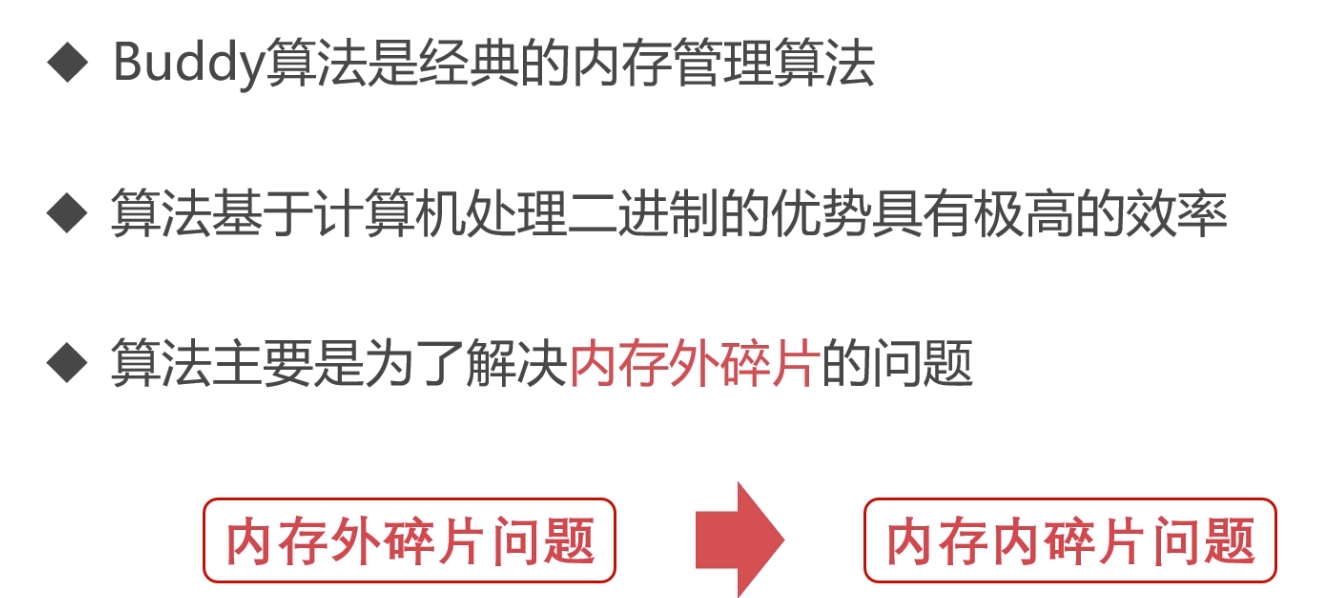 ◆ Buddy算法是经典的内存管理算法
◆ 算法基于计算机处理二进制的优势具有极高的效率
◆ 算法主要是为了解决内存外碎片的问题
内存外碎片问题
内存内碎片问题